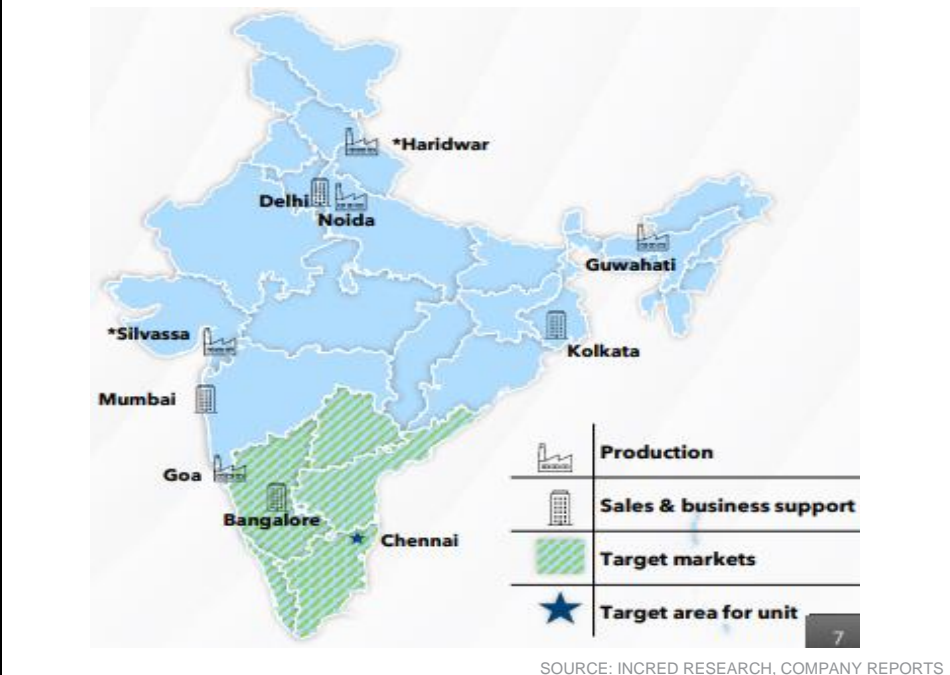 *Haridwar
Delhi
Noida
Guwahati
*Silvassa
Kolkata
Mumbai
Goa
Bangalore
Chennai
Production
Sales & business support
Target markets
Target area for unit
7
SOURCE: INCRED RESEARCH, COMPANY REPORTS